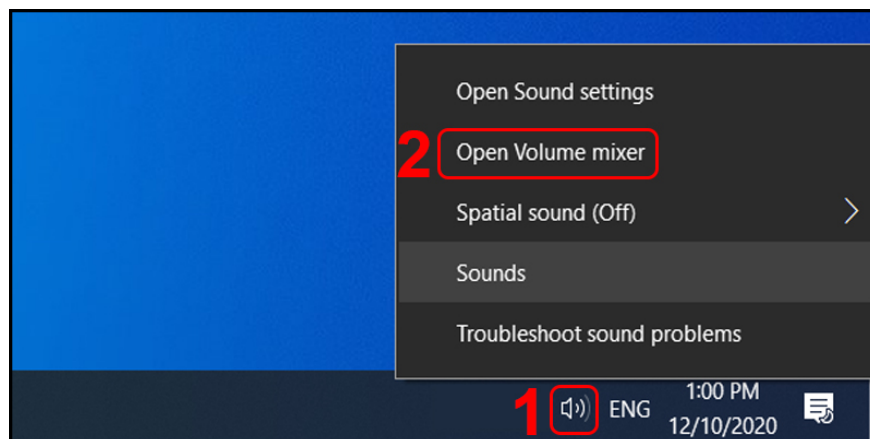 Open Sound settings
2 Open Volume mixer
Spatial sound (Off)
Sounds
Troubleshoot sound problems
1 ENG 1:00 PM
12/10/2020